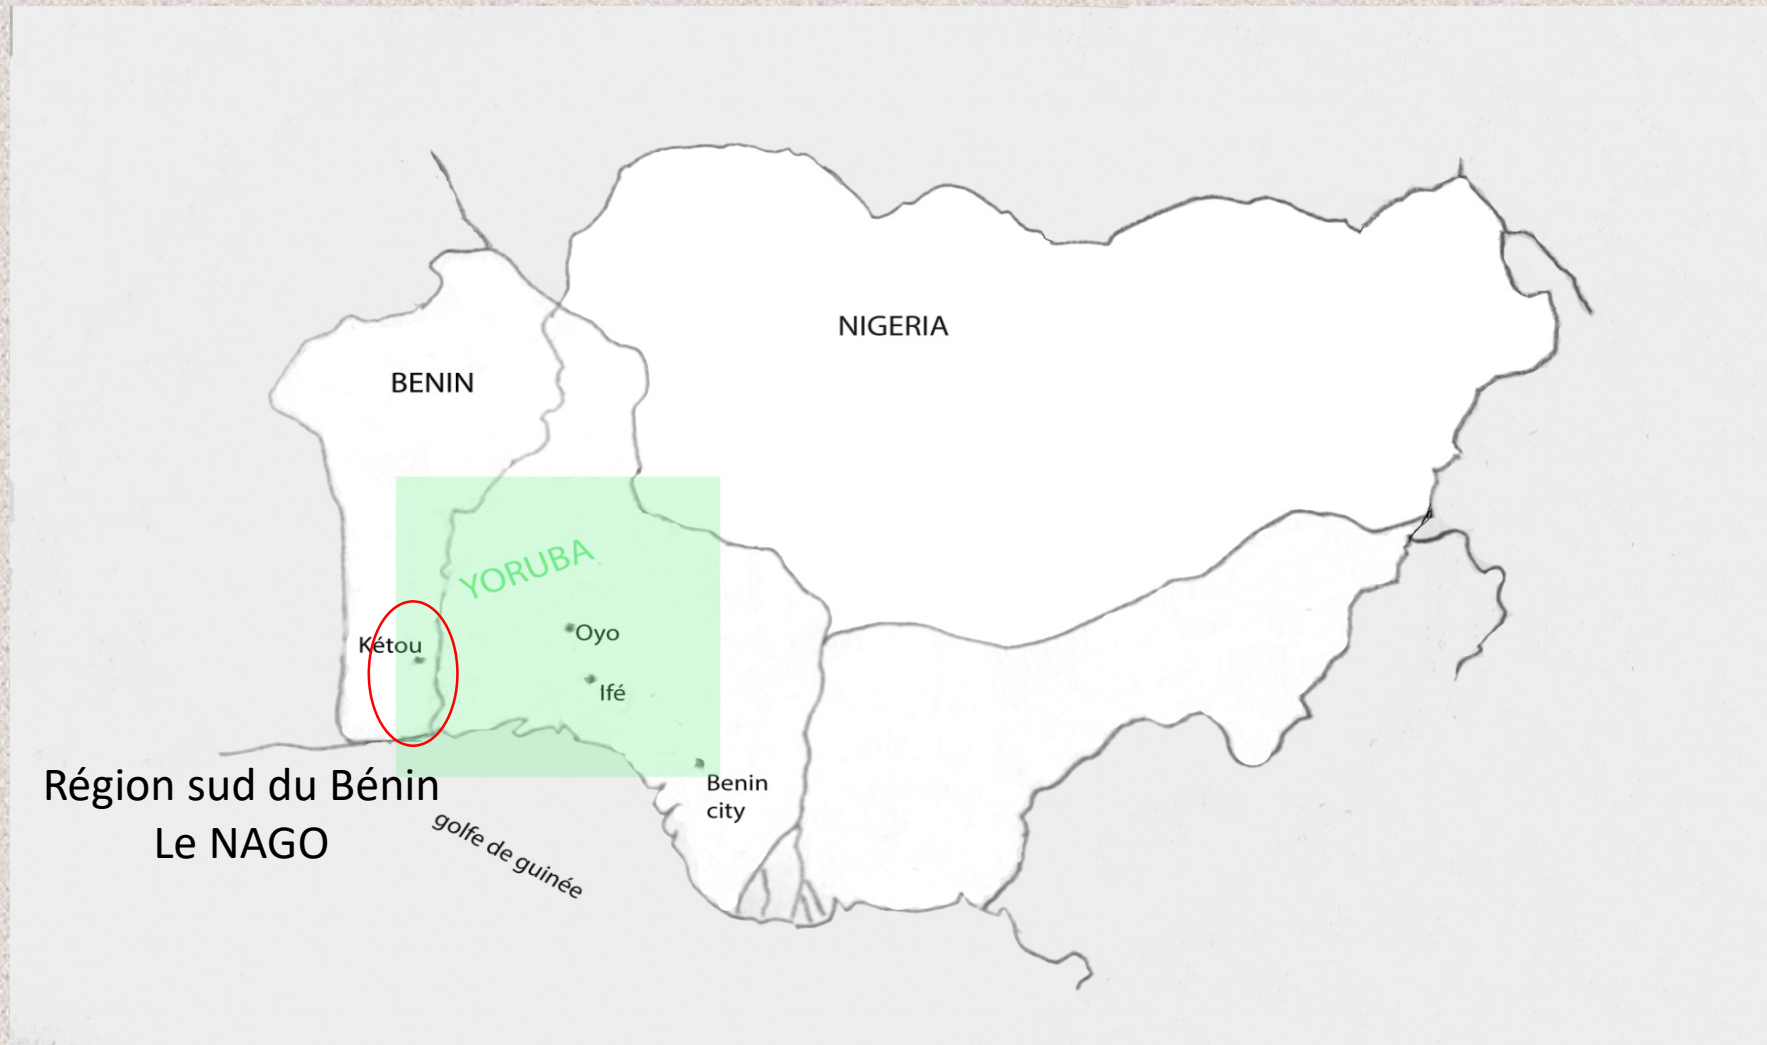 NIGERIA
BENIN
YORUBA
Kétou
Oyo
Ifé
Benin
city
Région sud du Bénin
Le NAGO
golfe de guinée